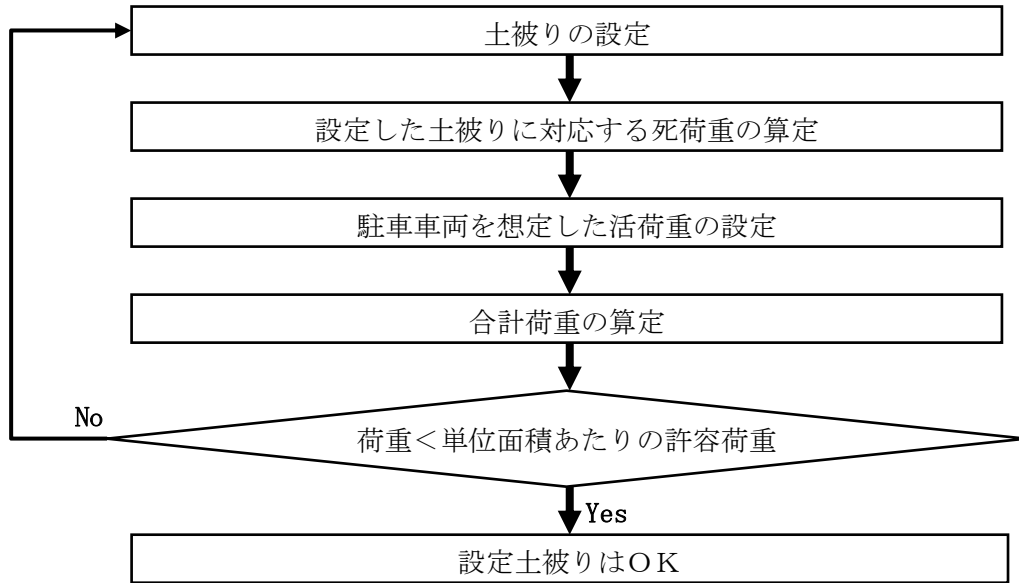 土被りの設定
設定した土被りに対応する死荷重の算定
駐車車両を想定した活荷重の設定
合計荷重の算定
No
荷重<単位面積あたりの許容荷重
Yes
設定土被りはOK